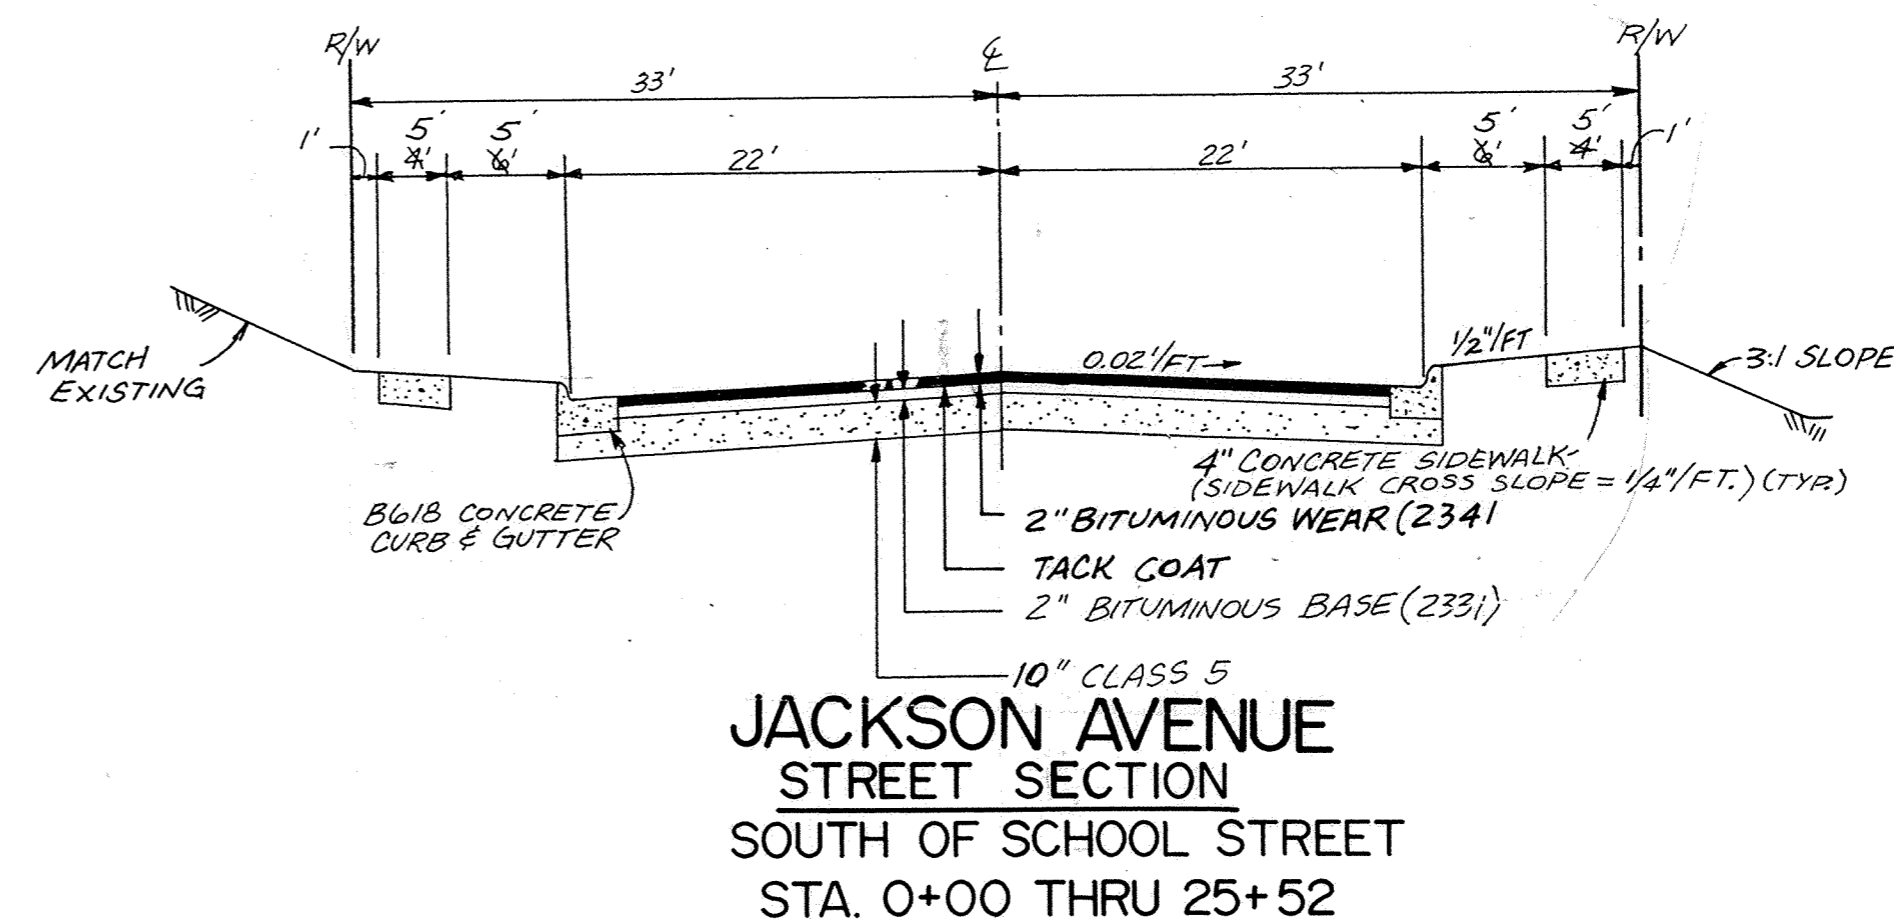 R/W
℄
R/W
33'
33'
1'
5'
4'
5'
6'
22'
22'
5'
6'
5'
4'
1'
MATCH
EXISTING
0.02'/FT
1/2"/FT
3:1 SLOPE
4" CONCRETE SIDEWALK-
(SIDEWALK CROSS SLOPE = 1/4"/FT.) (TYP.)
B618 CONCRETE
CURB & GUTTER
2" BITUMINOUS WEAR (2341
TACK COAT
2" BITUMINOUS BASE (2331)
10" CLASS 5
JACKSON AVENUE
STREET SECTION
SOUTH OF SCHOOL STREET
STA. 0+00 THRU 25+52